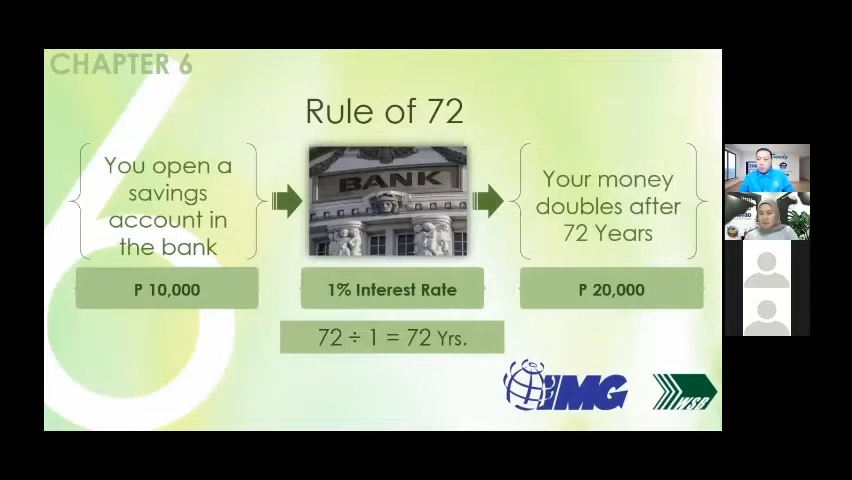 CHAPTER 6
Rule of 72
You open a
savings
account in
the bank
BANK
Your money
doubles after
72 Years
P 10,000
1% Interest Rate
P 20,000
72 ÷ 1 = 72 Yrs.
IMG
WSB